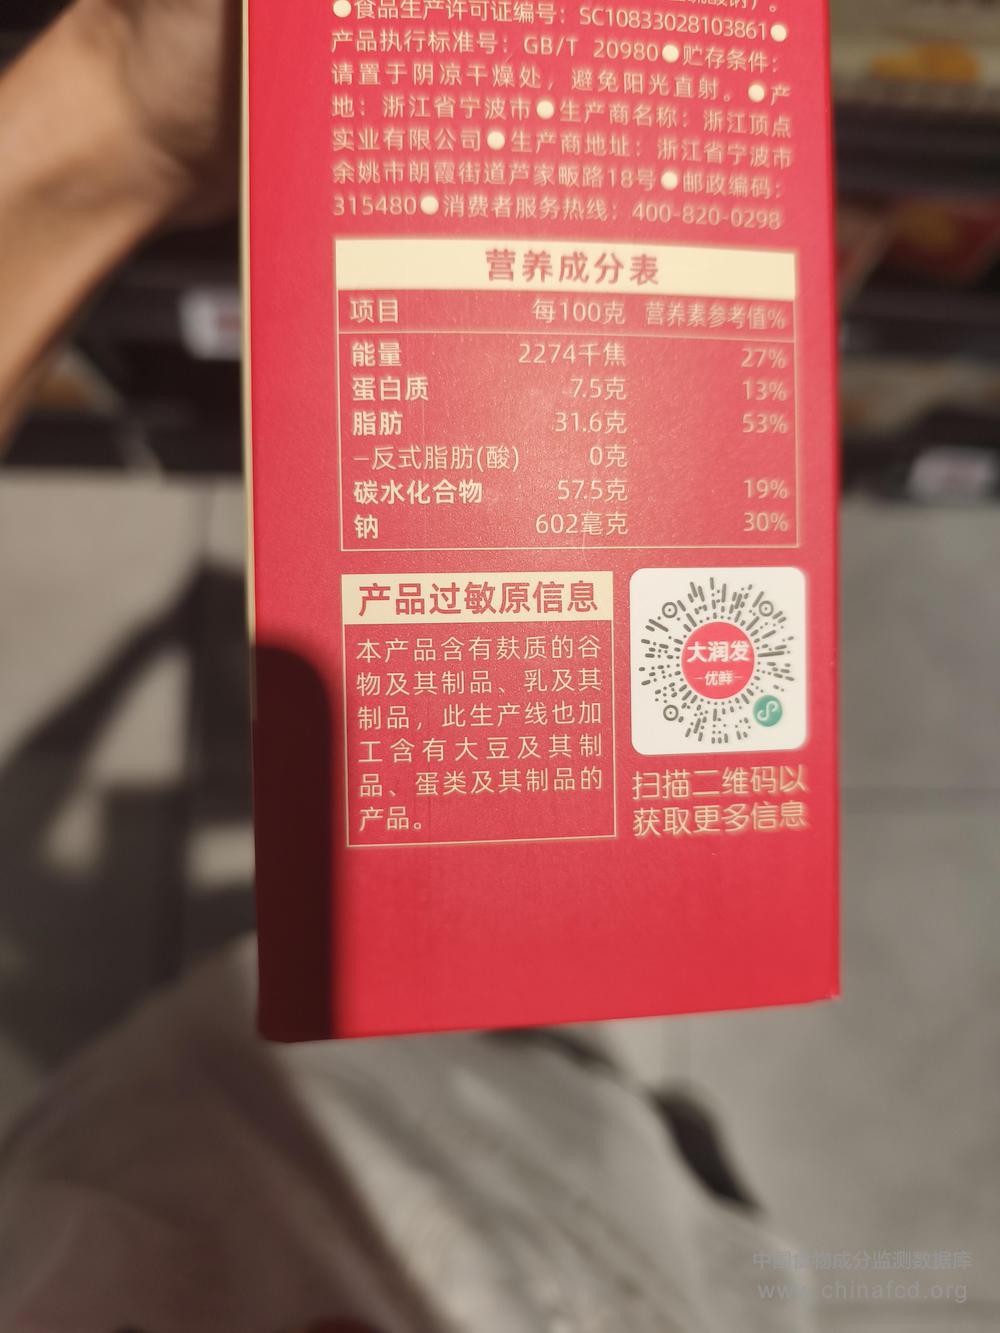 硫酸钠)。
●食品生产许可证编号：SC10833028103861●
产品执行标准号：GB/T 20980●贮存条件：
请置于阴凉干燥处，避免阳光直射。●产
地：浙江省宁波市●生产商名称：浙江顶点
实业有限公司●生产商地址：浙江省宁波市
余姚市朗霞街道芦家畈路18号●邮政编码：
315480●消费者服务热线：400-820-0298
营养成分表
项目 每100克 营养素参考值%
能量 2274千焦 27%
蛋白质 7.5克 13%
脂肪 31.6克 53%
–反式脂肪(酸) 0克
碳水化合物 57.5克 19%
钠 602毫克 30%
产品过敏原信息
本产品含有麸质的谷
物及其制品、乳及其
制品，此生产线也加
工含有大豆及其制
品、蛋类及其制品的
产品。
大润发
–优鲜–
扫描二维码以
获取更多信息
中国食物成分监测数据库
www.chinafcd.org